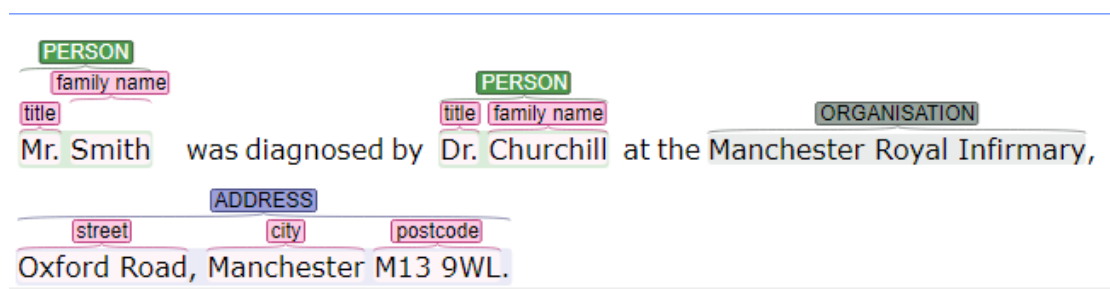 PERSON
family name PERSON
title title family name ORGANISATION
Mr. Smith was diagnosed by Dr. Churchill at the Manchester Royal Infirmary,
ADDRESS
street city postcode
Oxford Road, Manchester M13 9WL.